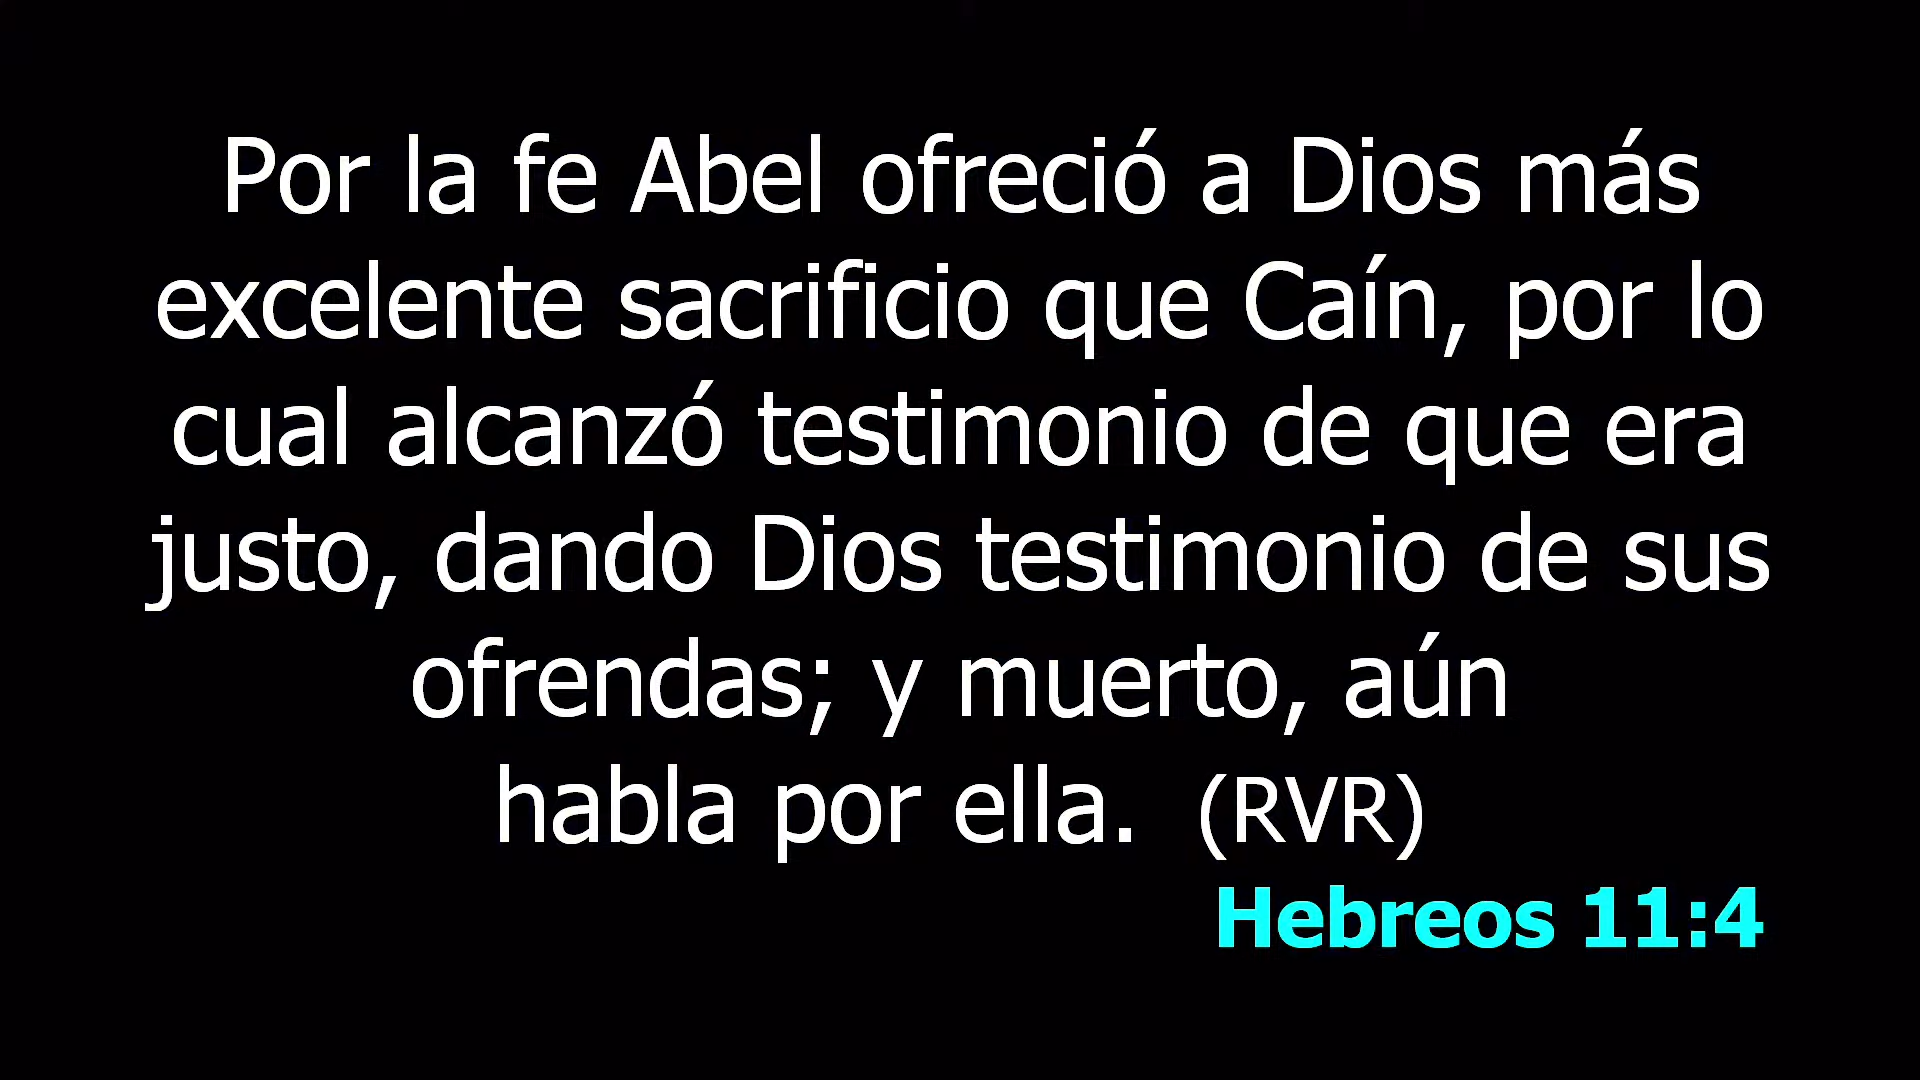 Por la fe Abel ofreció a Dios más
excelente sacrificio que Caín, por lo
cual alcanzó testimonio de que era
justo, dando Dios testimonio de sus
ofrendas; y muerto, aún
habla por ella.  (RVR)
Hebreos 11:4